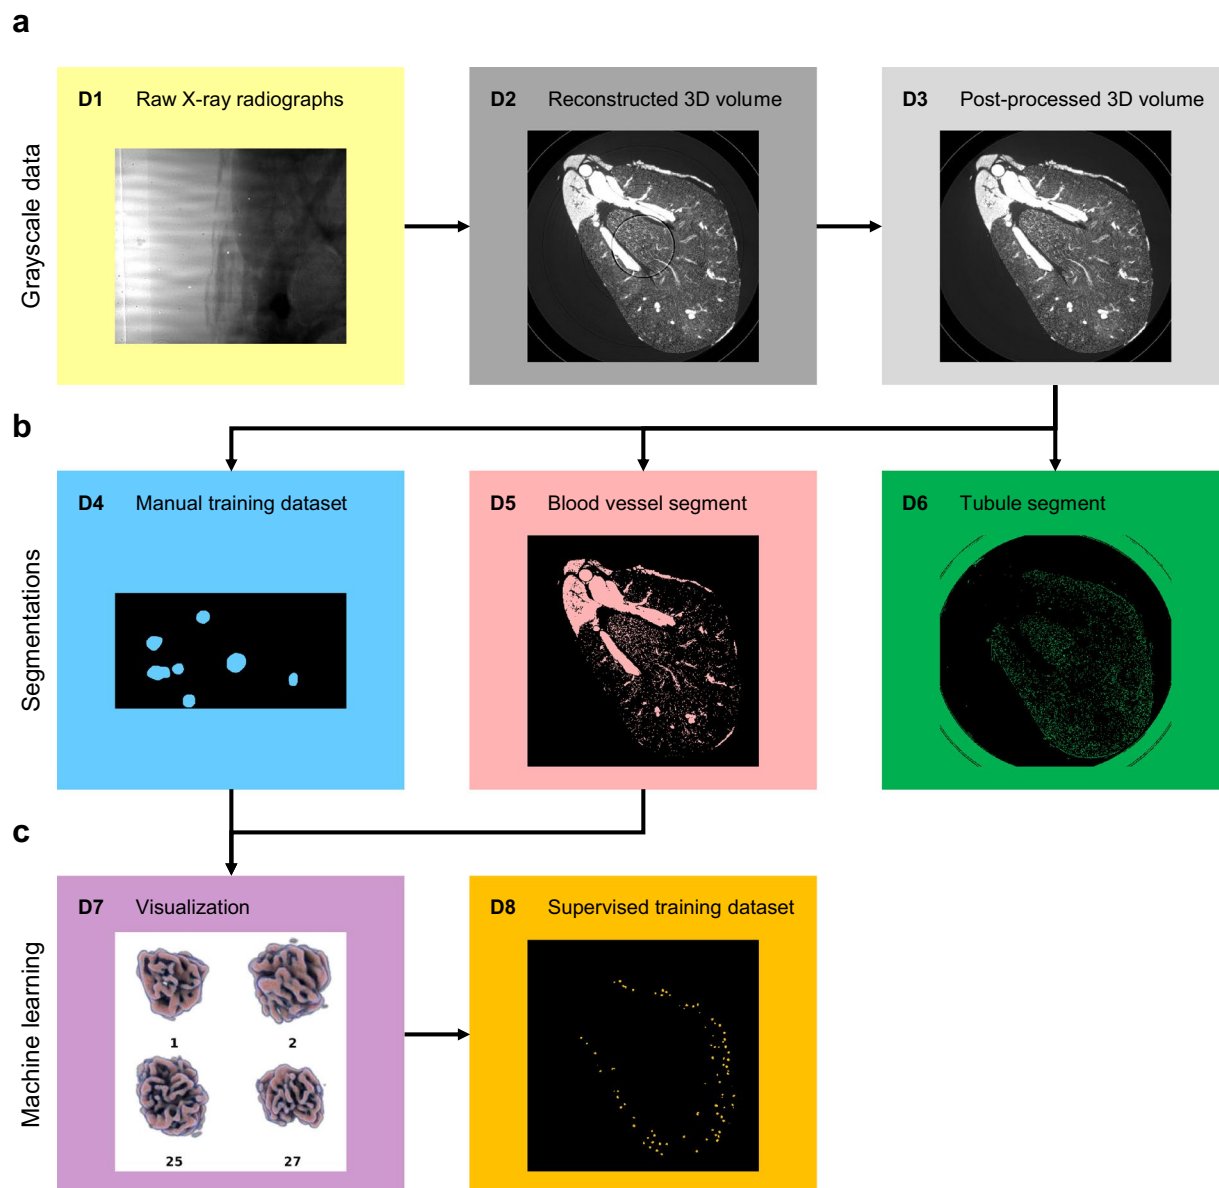 a
Grayscale data
D1 Raw X-ray radiographs
D2 Reconstructed 3D volume
D3 Post-processed 3D volume
b
Segmentations
D4 Manual training dataset
D5 Blood vessel segment
D6 Tubule segment
c
Machine learning
D7 Visualization
1 2
25 27
D8 Supervised training dataset